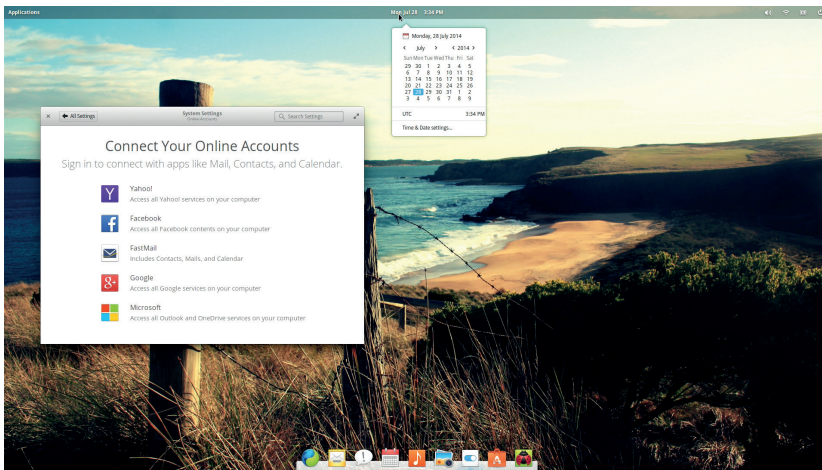 Applications
Mon Jul 28 3:34 PM
Monday, 28 July 2014
‹ July › ‹ 2014 ›
Sun Mon Tue Wed Thu Fri Sat
29 30 1 2 3 4 5
6 7 8 9 10 11 12
13 14 15 16 17 18 19
20 21 22 23 24 25 26
27 28 29 30 31 1 2
3 4 5 6 7 8 9
UTC 3:34 PM
Time & Date settings...
All Settings
System Settings
Online Accounts
Search Settings
Connect Your Online Accounts
Sign in to connect with apps like Mail, Contacts, and Calendar.
Yahoo!
Access all Yahoo! services on your computer
Facebook
Access all Facebook contents on your computer
FastMail
Includes Contacts, Mails, and Calendar
Google
Access all Google services on your computer
Microsoft
Access all Outlook and OneDrive services on your computer